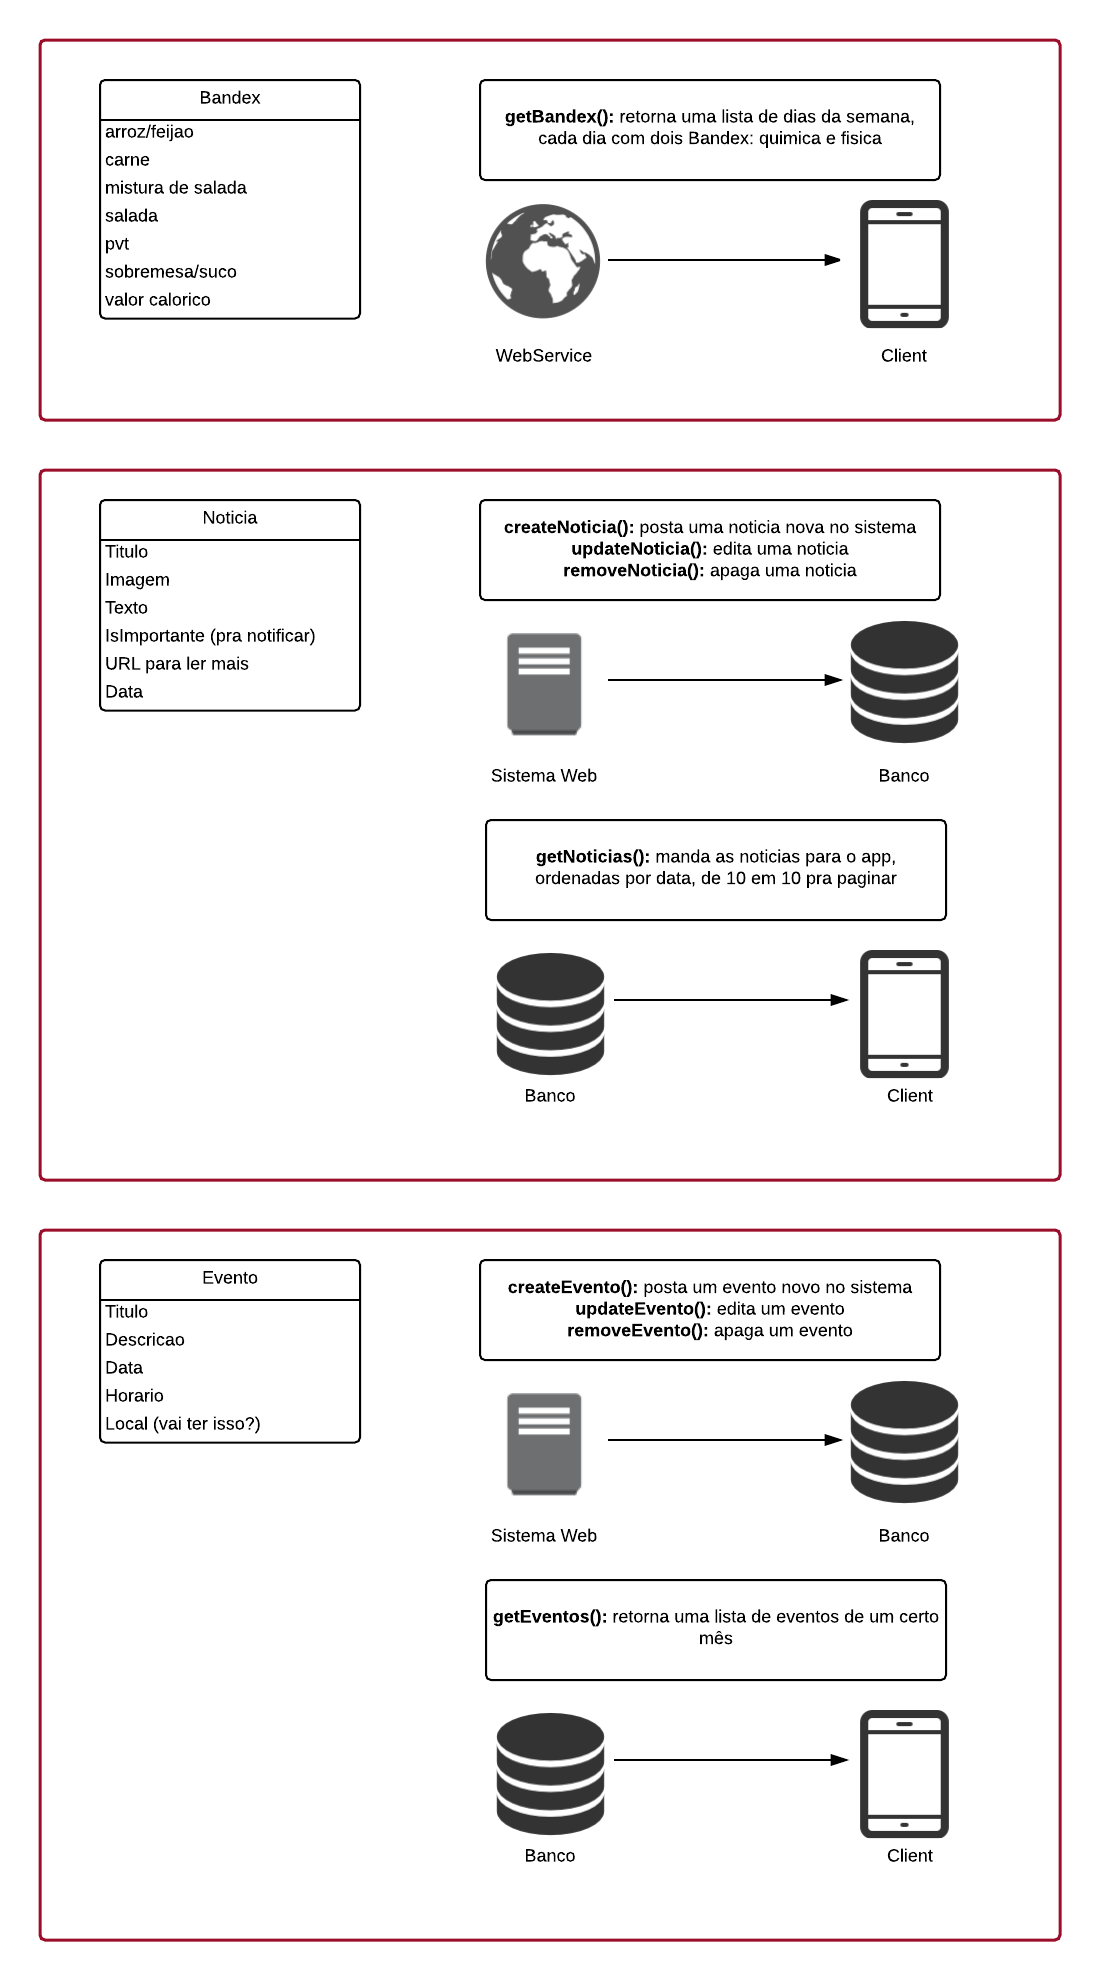 Bandex
arroz/feijao
carne
mistura de salada
salada
pvt
sobremesa/suco
valor calorico
getBandex(): retorna uma lista de dias da semana,
cada dia com dois Bandex: quimica e fisica
WebService
Client
Noticia
Titulo
Imagem
Texto
IsImportante (pra notificar)
URL para ler mais
Data
createNoticia(): posta uma noticia nova no sistema
updateNoticia(): edita uma noticia
removeNoticia(): apaga uma noticia
Sistema Web
Banco
getNoticias(): manda as noticias para o app,
ordenadas por data, de 10 em 10 pra paginar
Banco
Client
Evento
Titulo
Descricao
Data
Horario
Local (vai ter isso?)
createEvento(): posta um evento novo no sistema
updateEvento(): edita um evento
removeEvento(): apaga um evento
Sistema Web
Banco
getEventos(): retorna uma lista de eventos de um certo
mês
Banco
Client